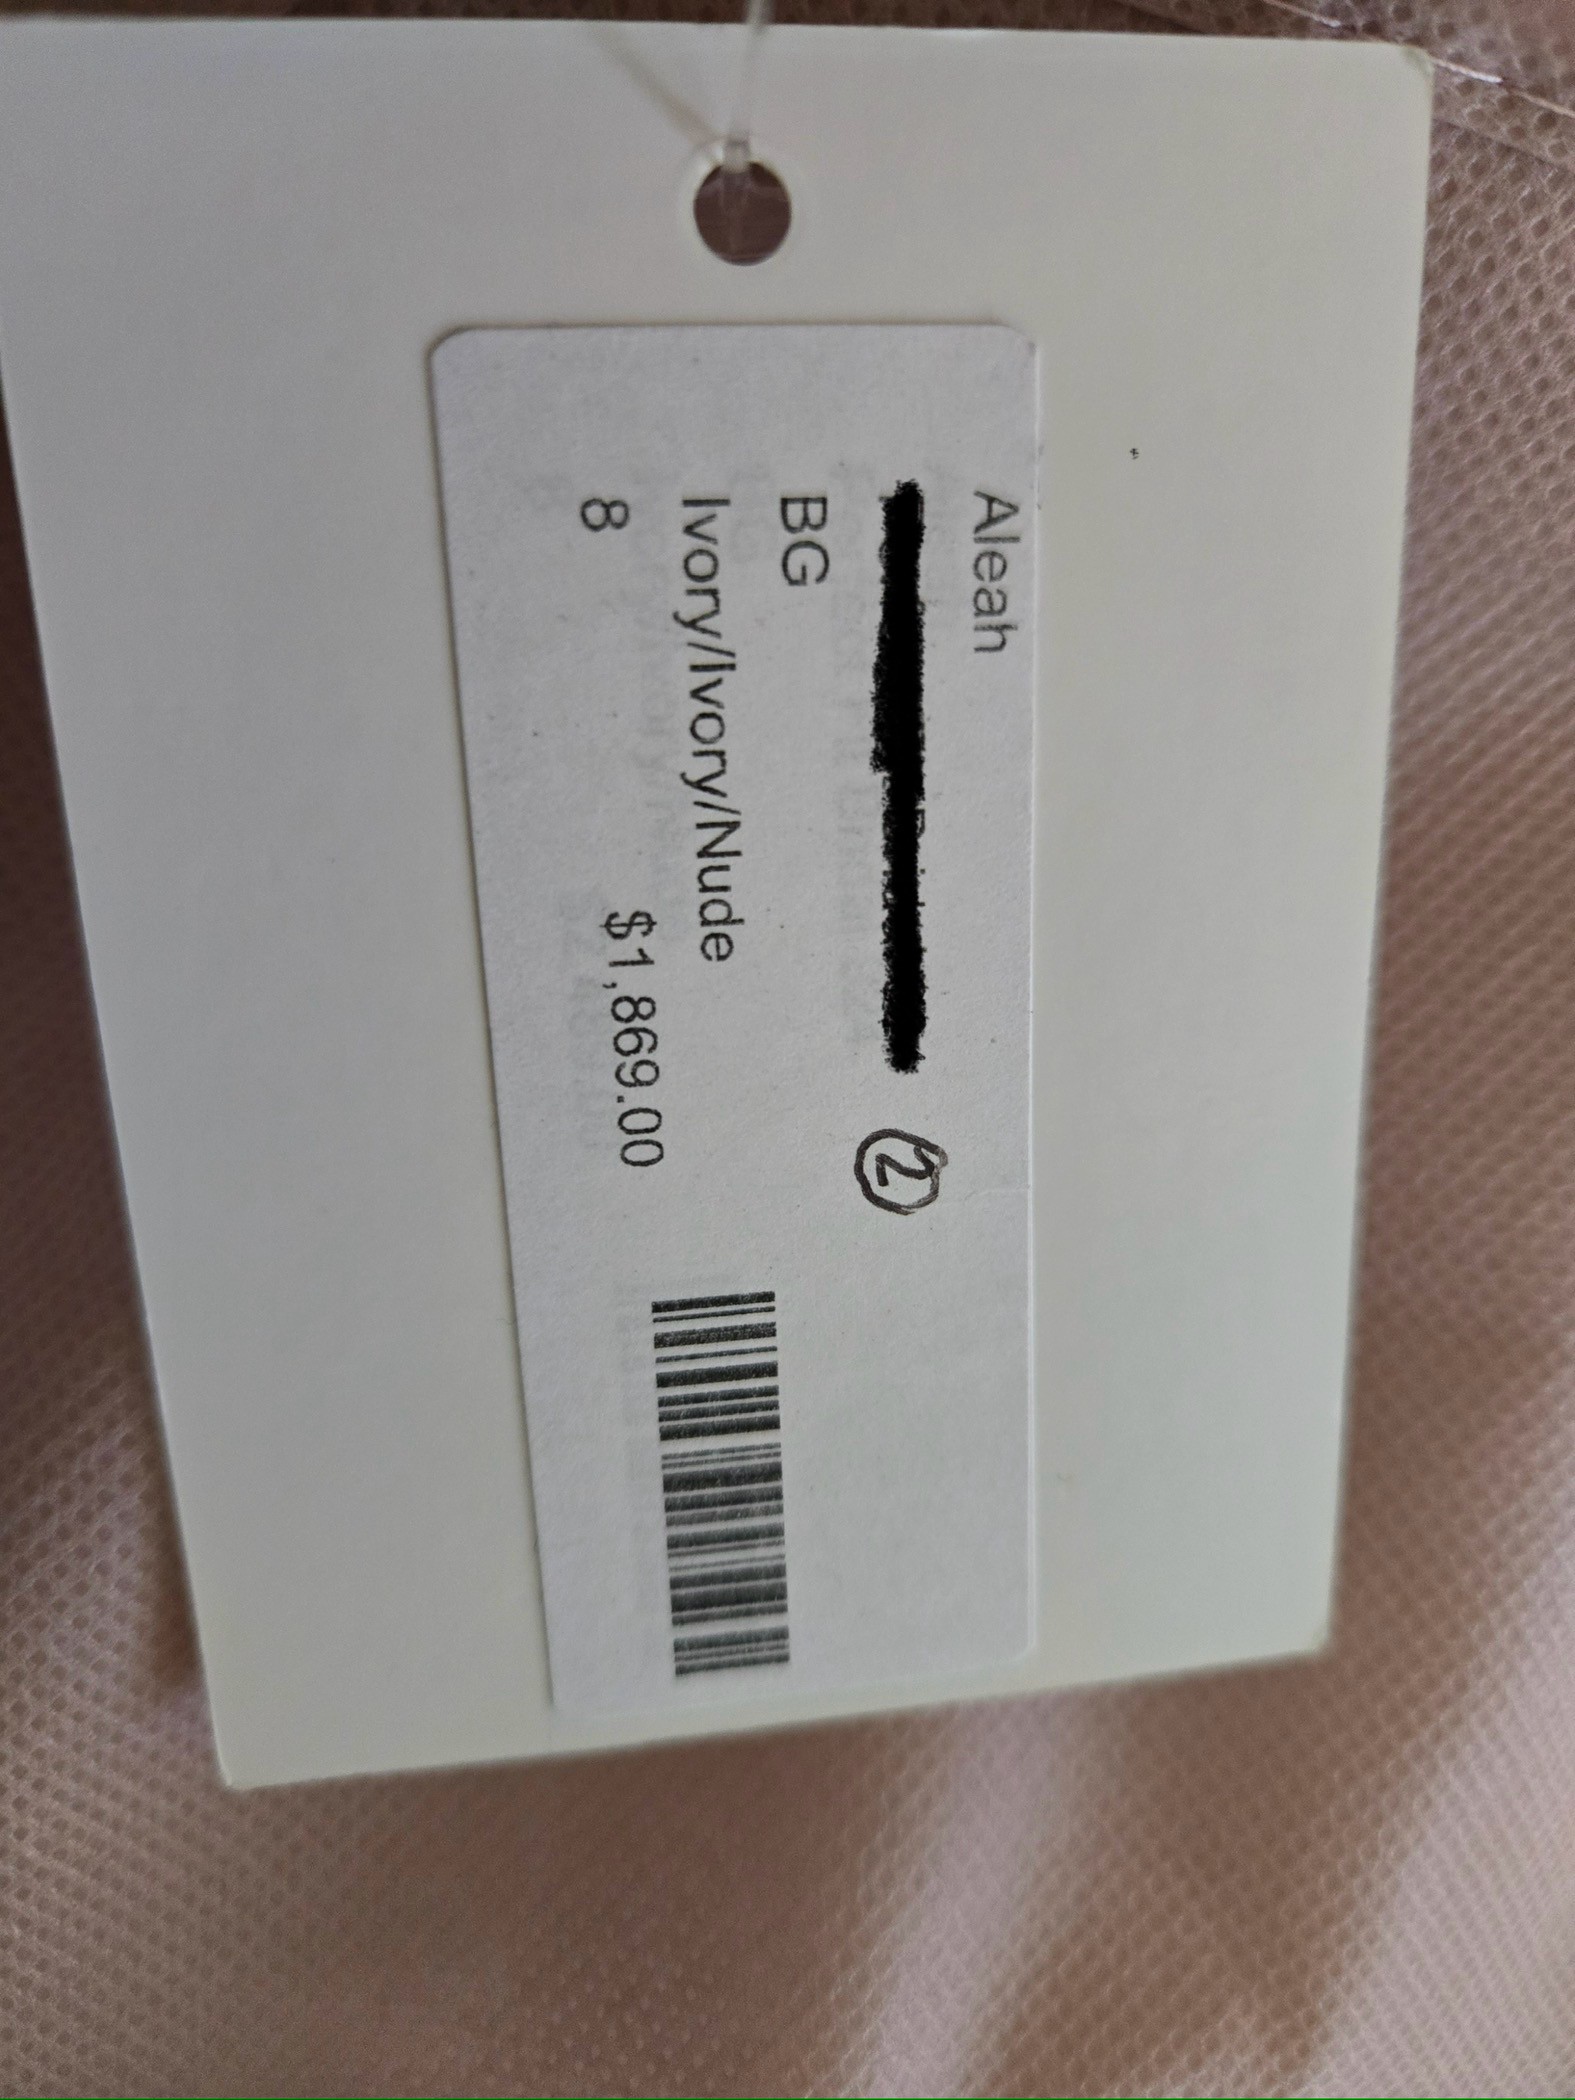 Aleah
②
BG
Ivory/Ivory/Nude
8
$1,869.00